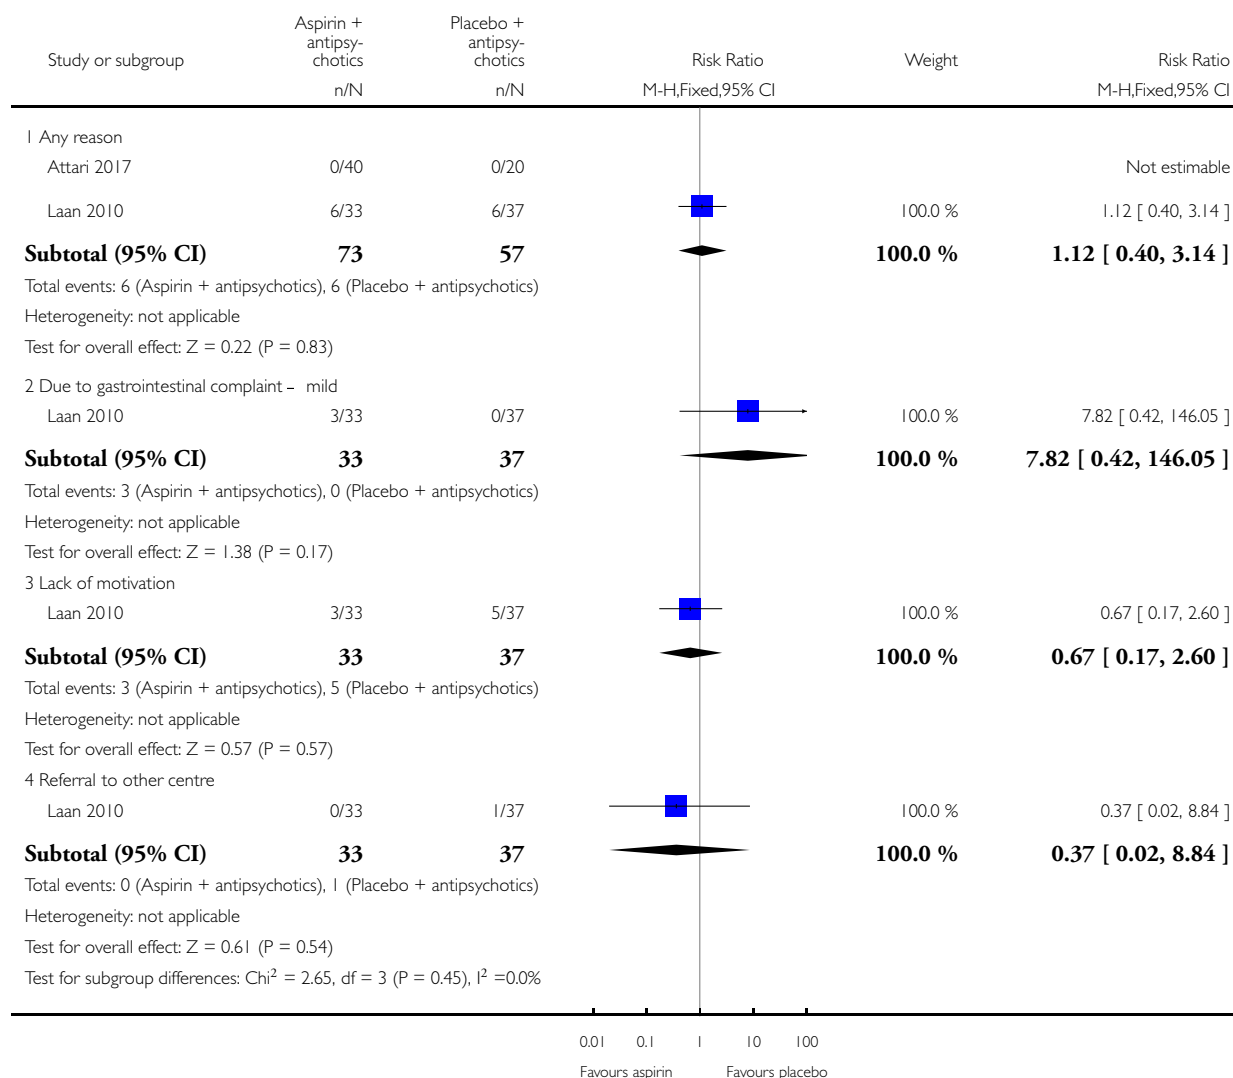 Study or subgroup Aspirin + antipsy- chotics Placebo + antipsy- chotics Risk Ratio Weight Risk Ratio
n/N n/N M-H,Fixed,95% CI M-H,Fixed,95% CI
1 Any reason
Attari 2017 0/40 0/20 Not estimable
Laan 2010 6/33 6/37 100.0 % 1.12 [ 0.40, 3.14 ]
Subtotal (95% CI) 73 57 100.0 % 1.12 [ 0.40, 3.14 ]
Total events: 6 (Aspirin + antipsychotics), 6 (Placebo + antipsychotics)
Heterogeneity: not applicable
Test for overall effect: Z = 0.22 (P = 0.83)
2 Due to gastrointestinal complaint – mild
Laan 2010 3/33 0/37 100.0 % 7.82 [ 0.42, 146.05 ]
Subtotal (95% CI) 33 37 100.0 % 7.82 [ 0.42, 146.05 ]
Total events: 3 (Aspirin + antipsychotics), 0 (Placebo + antipsychotics)
Heterogeneity: not applicable
Test for overall effect: Z = 1.38 (P = 0.17)
3 Lack of motivation
Laan 2010 3/33 5/37 100.0 % 0.67 [ 0.17, 2.60 ]
Subtotal (95% CI) 33 37 100.0 % 0.67 [ 0.17, 2.60 ]
Total events: 3 (Aspirin + antipsychotics), 5 (Placebo + antipsychotics)
Heterogeneity: not applicable
Test for overall effect: Z = 0.57 (P = 0.57)
4 Referral to other centre
Laan 2010 0/33 1/37 100.0 % 0.37 [ 0.02, 8.84 ]
Subtotal (95% CI) 33 37 100.0 % 0.37 [ 0.02, 8.84 ]
Total events: 0 (Aspirin + antipsychotics), 1 (Placebo + antipsychotics)
Heterogeneity: not applicable
Test for overall effect: Z = 0.61 (P = 0.54)
Test for subgroup differences: Chi² = 2.65, df = 3 (P = 0.45), I² =0.0%
0.01 0.1 1 10 100
Favours aspirin Favours placebo